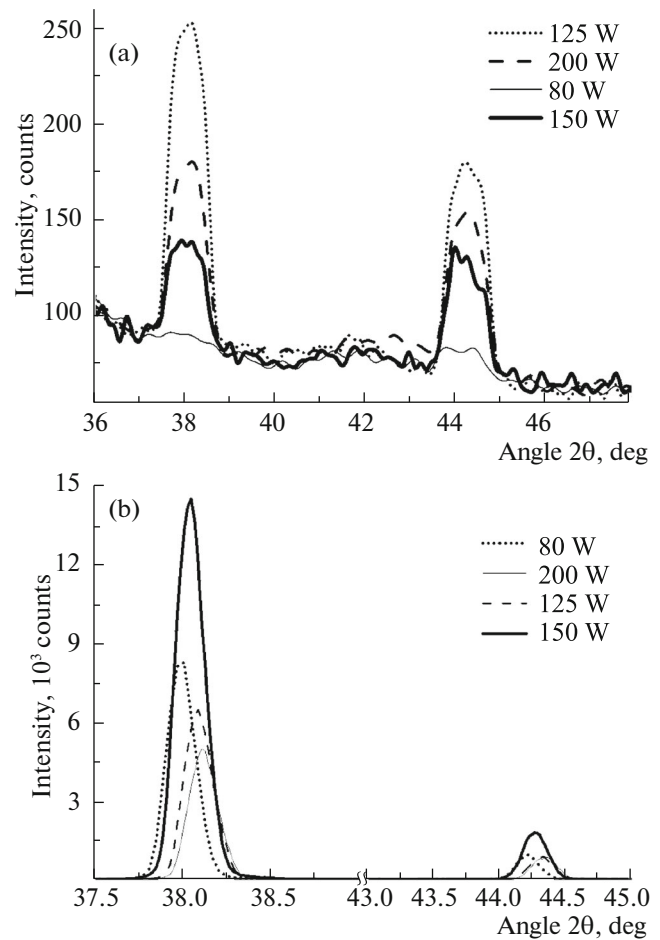 250
(a)
125 W
200 W
80 W
150 W
200
150
100
Intensity, counts
36 38 40 42 44 46
Angle 2θ, deg
15
(b)
80 W
200 W
125 W
150 W
12
9
6
3
Intensity, 10³ counts
37.5 38.0 38.5 43.0 43.5 44.0 44.5 45.0
Angle 2θ, deg